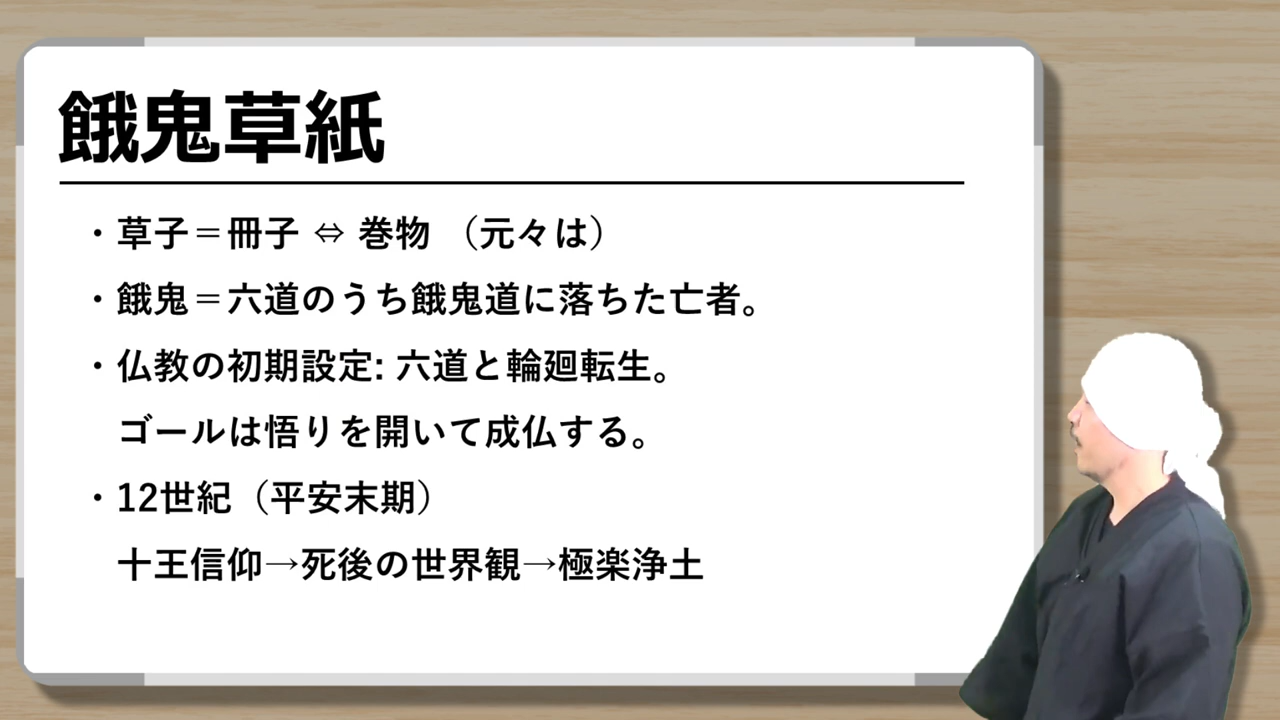 餓鬼草紙
・草子＝冊子 ⇔ 巻物 （元々は）
・餓鬼＝六道のうち餓鬼道に落ちた亡者。
・仏教の初期設定: 六道と輪廻転生。
ゴールは悟りを開いて成仏する。
・12世紀（平安末期）
十王信仰→死後の世界観→極楽浄土